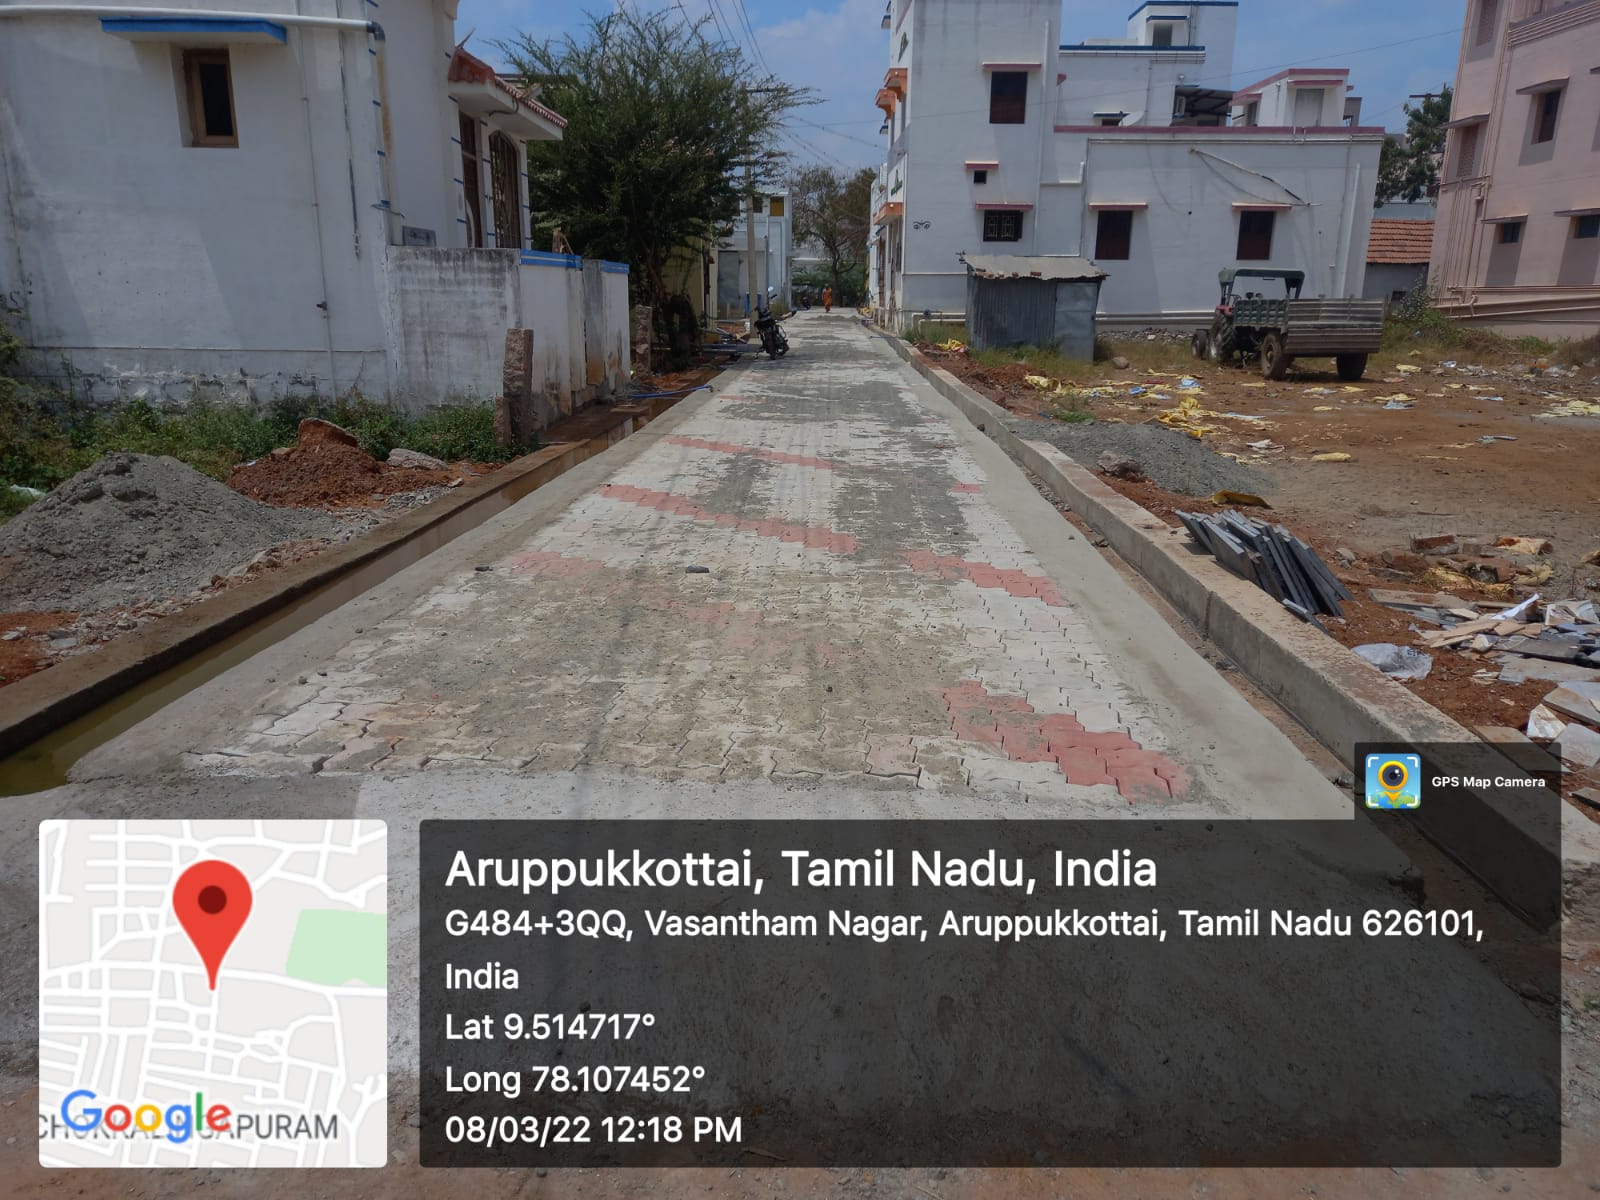 GPS Map Camera
Aruppukkottai, Tamil Nadu, India
G484+3QQ, Vasantham Nagar, Aruppukkottai, Tamil Nadu 626101,
India
Lat 9.514717°
Long 78.107452°
08/03/22 12:18 PM
Google